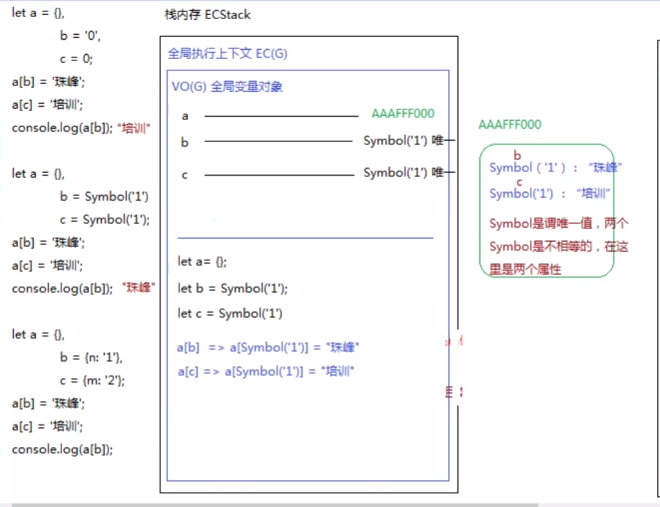 let a = {},
b = '0',
c = 0;
a[b] = '珠峰';
a[c] = '培训';
console.log(a[b]); "培训"
let a = {},
b = Symbol('1')
c = Symbol('1');
a[b] = '珠峰';
a[c] = '培训';
console.log(a[b]); "珠峰"
let a = {},
b = {n: '1'},
c = {m: '2'};
a[b] = '珠峰';
a[c] = '培训';
console.log(a[b]);
栈内存 ECStack
全局执行上下文 EC(G)
VO(G) 全局变量对象
a AAAFFF000
b Symbol('1') 唯一
c Symbol('1') 唯一
let a= {};
let b = Symbol('1');
let c = Symbol('1')
a[b] => a[Symbol('1')] = "珠峰"
a[c] => a[Symbol('1')] = "培训"
AAAFFF000
b
Symbol（'1'）："珠峰"
c
Symbol('1') ："培训"
Symbol是谓唯一值，两个
Symbol是不相等的，在这
里是两个属性